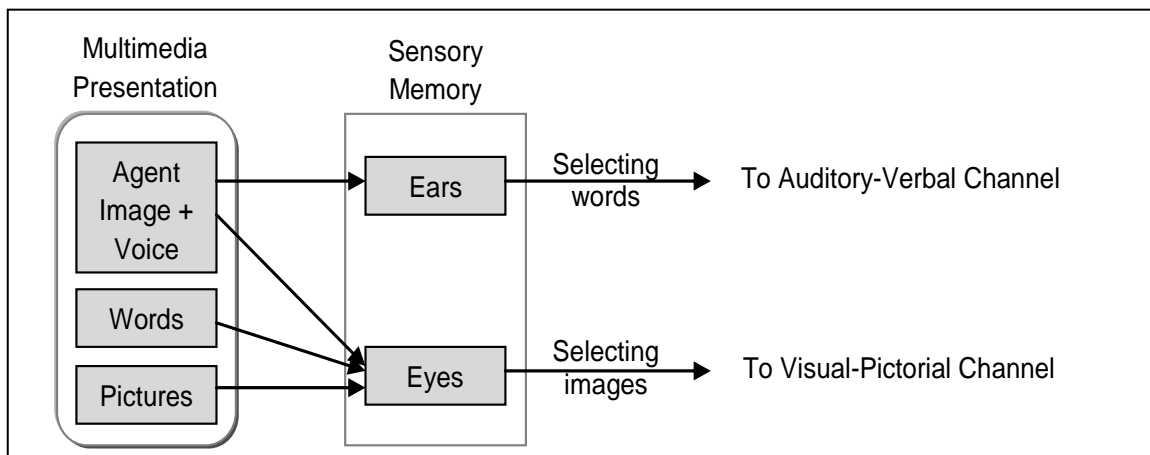 Multimedia
Presentation
Sensory
Memory
Agent
Image +
Voice
Ears
Selecting
words
To Auditory-Verbal Channel
Words
Pictures
Eyes
Selecting
images
To Visual-Pictorial Channel